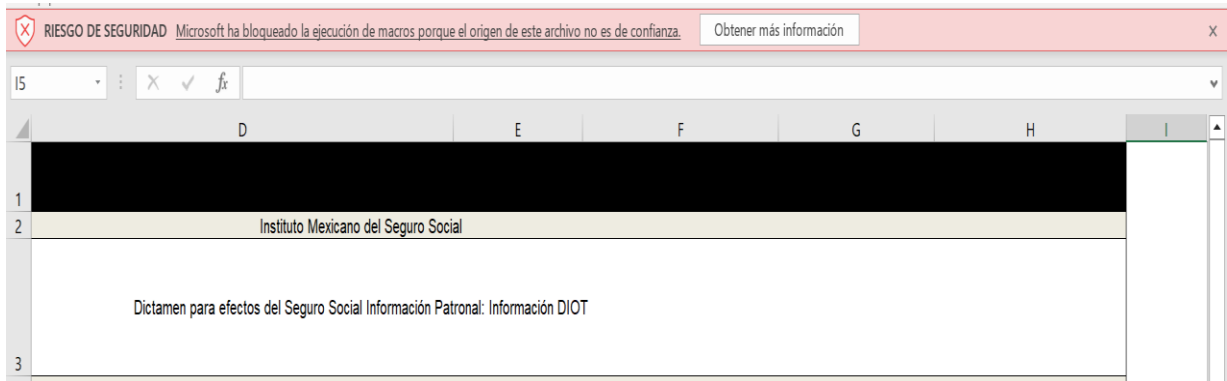 RIESGO DE SEGURIDAD Microsoft ha bloqueado la ejecución de macros porque el origen de este archivo no es de confianza. Obtener más información X
I5 fx
D E F G H I
1
2 Instituto Mexicano del Seguro Social
Dictamen para efectos del Seguro Social Información Patronal: Información DIOT
3